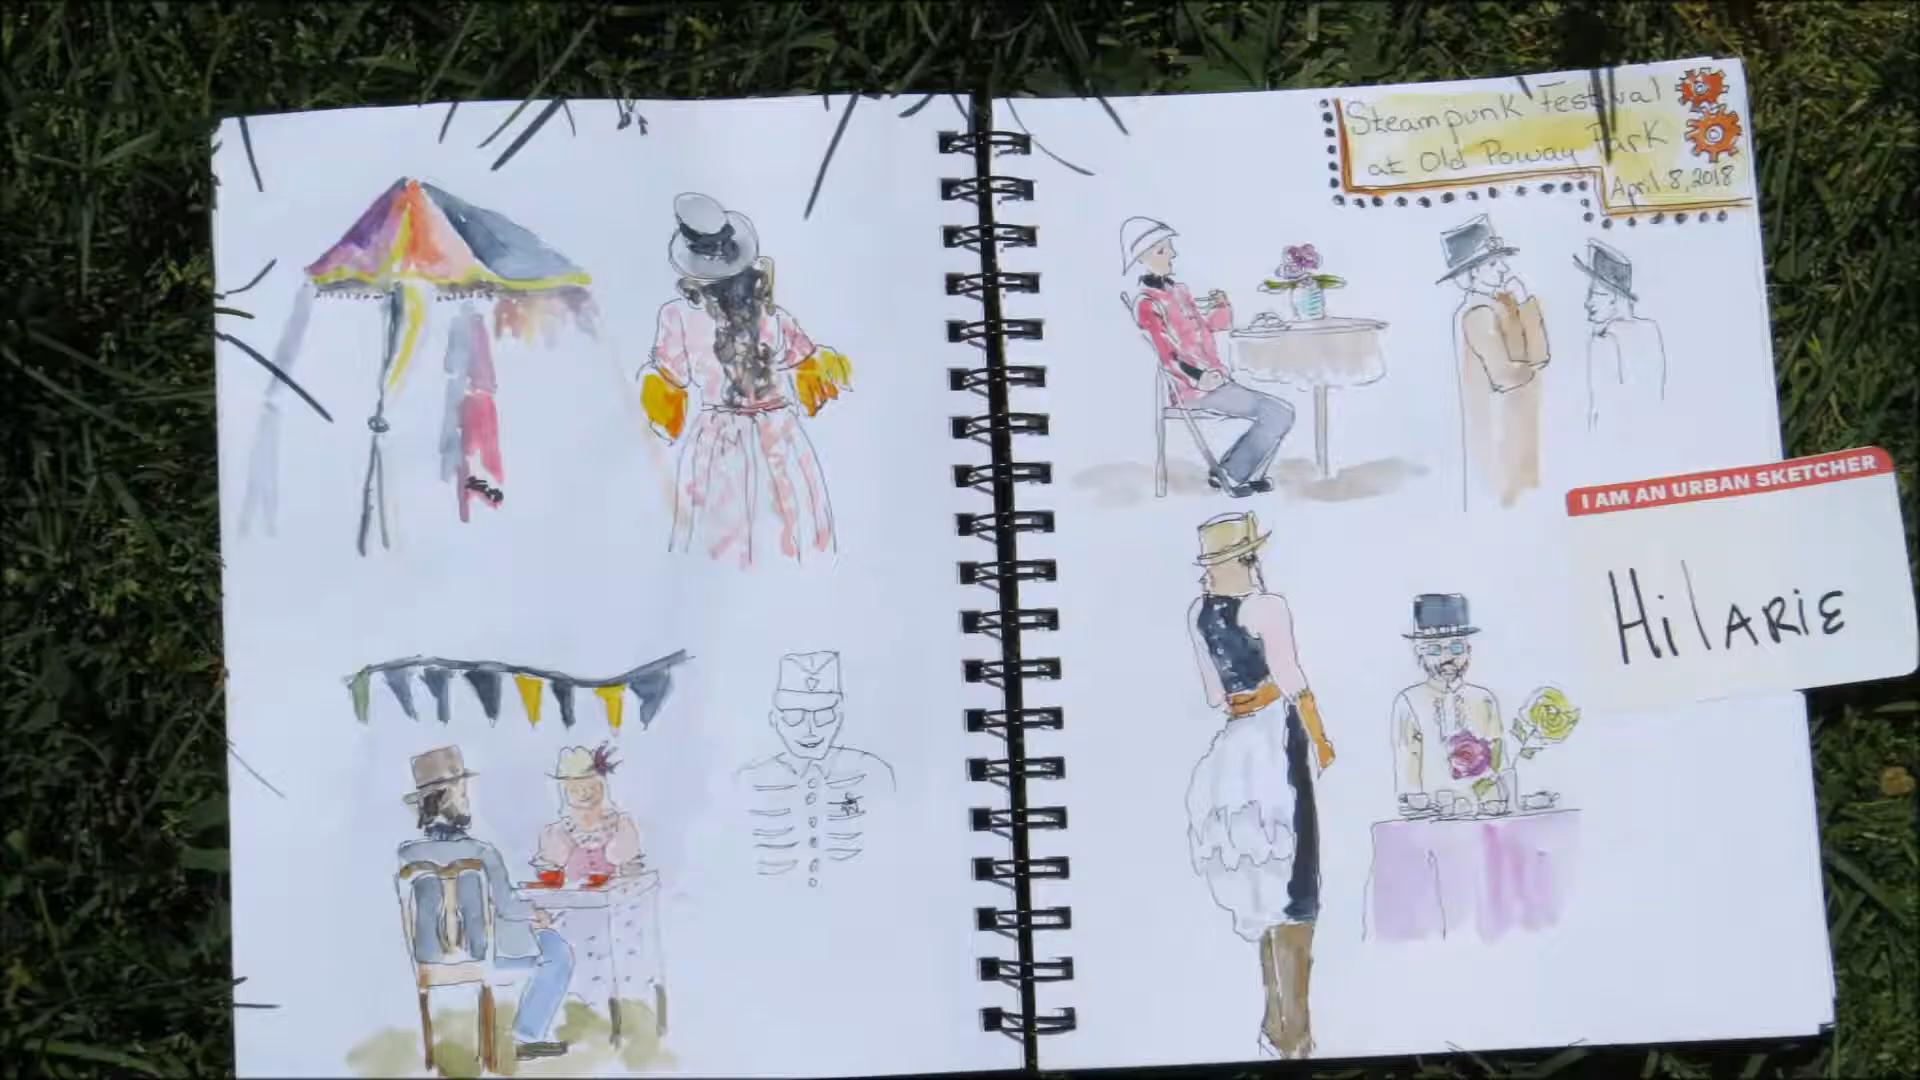 Steampunk Festival
at Old Poway Park
April 8, 2018
I AM AN URBAN SKETCHER
HilARiE